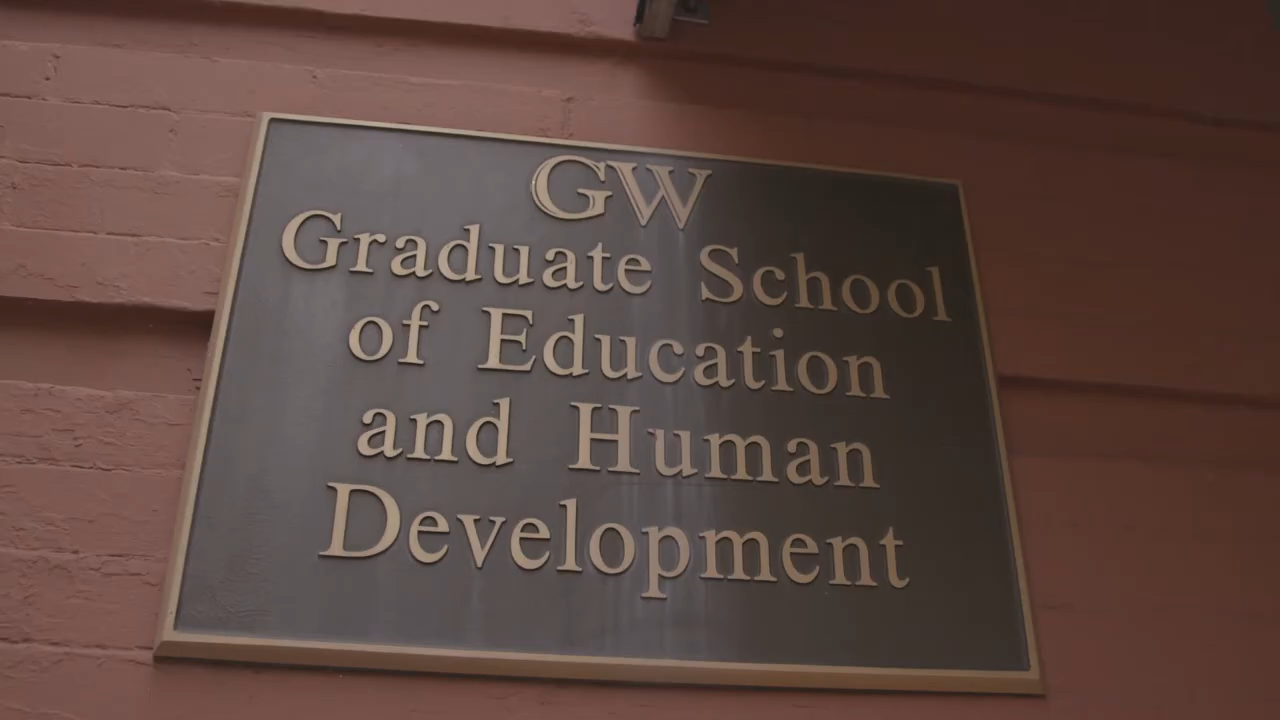 GW
Graduate School
of Education
and Human
Development